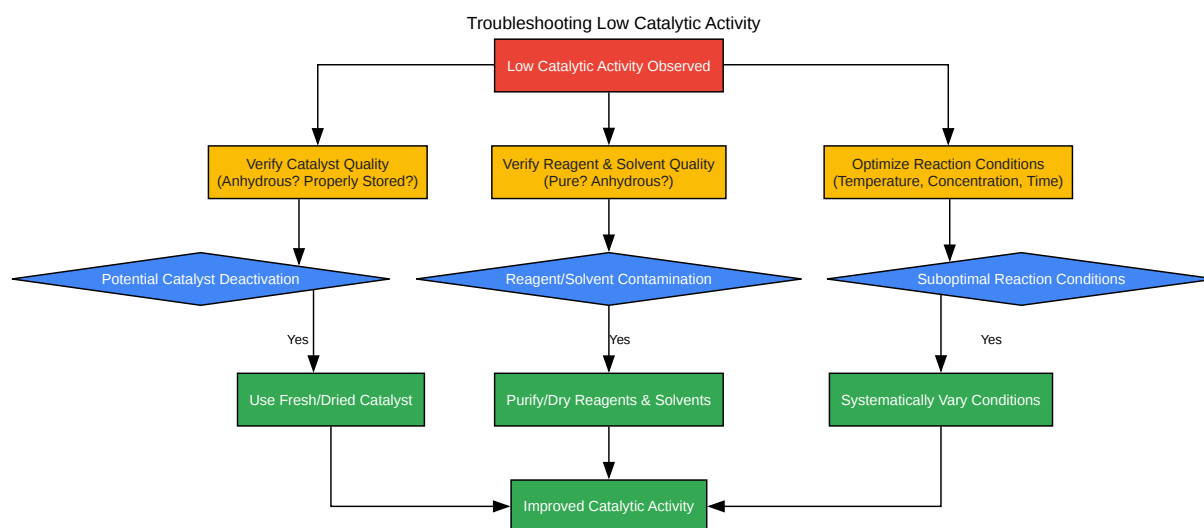 Troubleshooting Low Catalytic Activity
Low Catalytic Activity Observed
Verify Catalyst Quality
(Anhydrous? Properly Stored?)
Verify Reagent & Solvent Quality
(Pure? Anhydrous?)
Optimize Reaction Conditions
(Temperature, Concentration, Time)
Potential Catalyst Deactivation
Reagent/Solvent Contamination
Suboptimal Reaction Conditions
Yes
Yes
Yes
Use Fresh/Dried Catalyst
Purify/Dry Reagents & Solvents
Systematically Vary Conditions
Improved Catalytic Activity